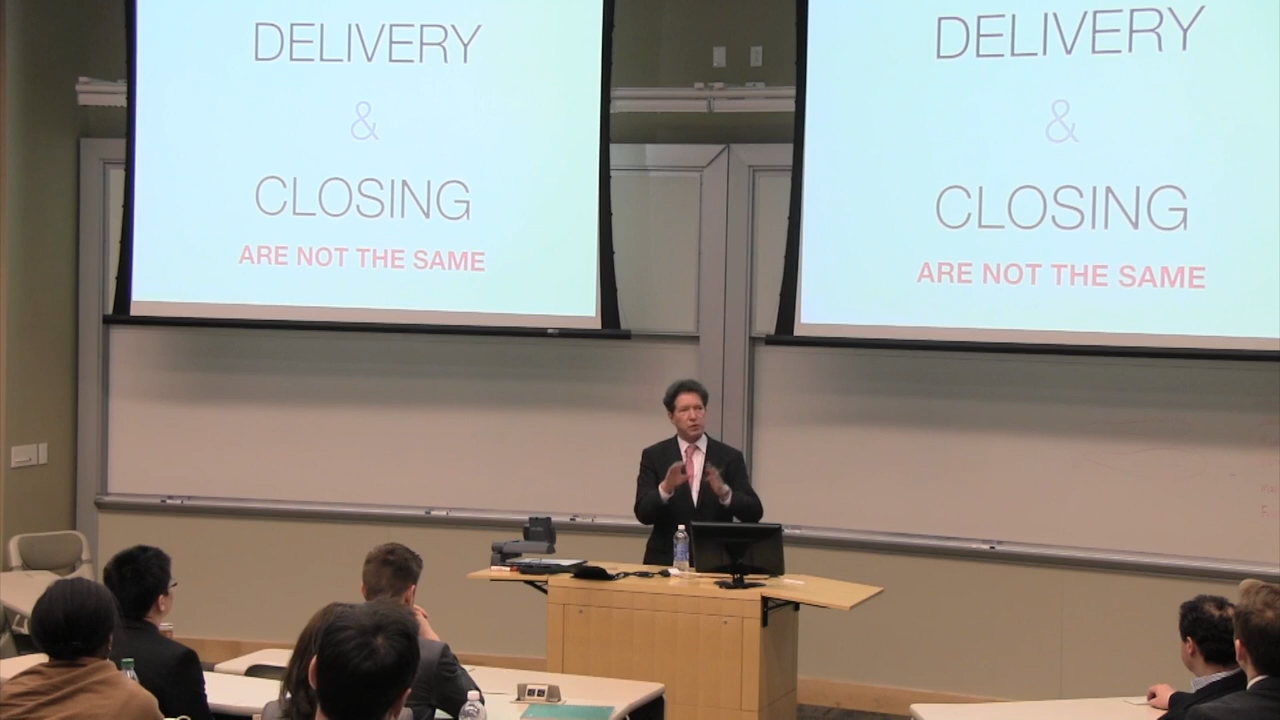 DELIVERY
&
CLOSING
ARE NOT THE SAME
DELIVERY
&
CLOSING
ARE NOT THE SAME